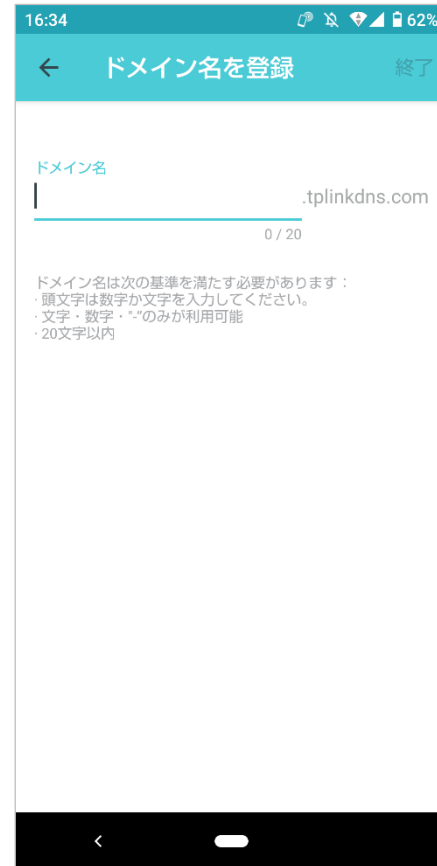 16:34
62%
ドメイン名を登録
終了
ドメイン名
.tplinkdns.com
0 / 20
ドメイン名は次の基準を満たす必要があります：
· 頭文字は数字か文字を入力してください。
· 文字・数字・"-"のみが利用可能
· 20文字以内